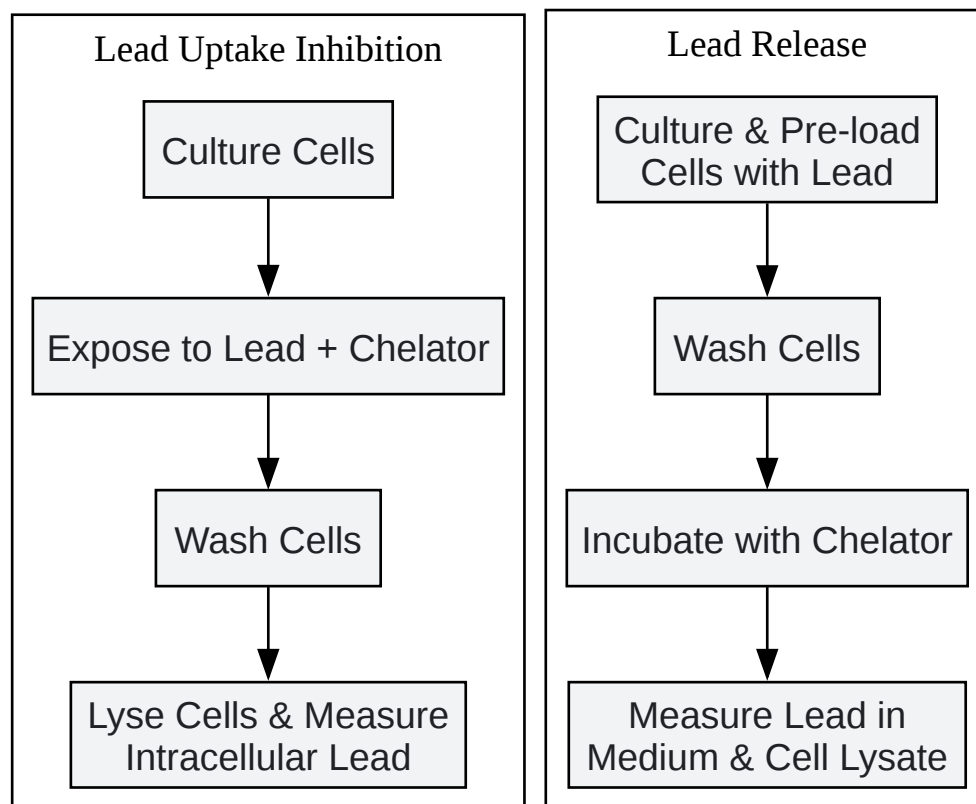 Lead Uptake Inhibition
Culture Cells
Expose to Lead + Chelator
Wash Cells
Lyse Cells & Measure
Intracellular Lead
Lead Release
Culture & Pre-load
Cells with Lead
Wash Cells
Incubate with Chelator
Measure Lead in
Medium & Cell Lysate